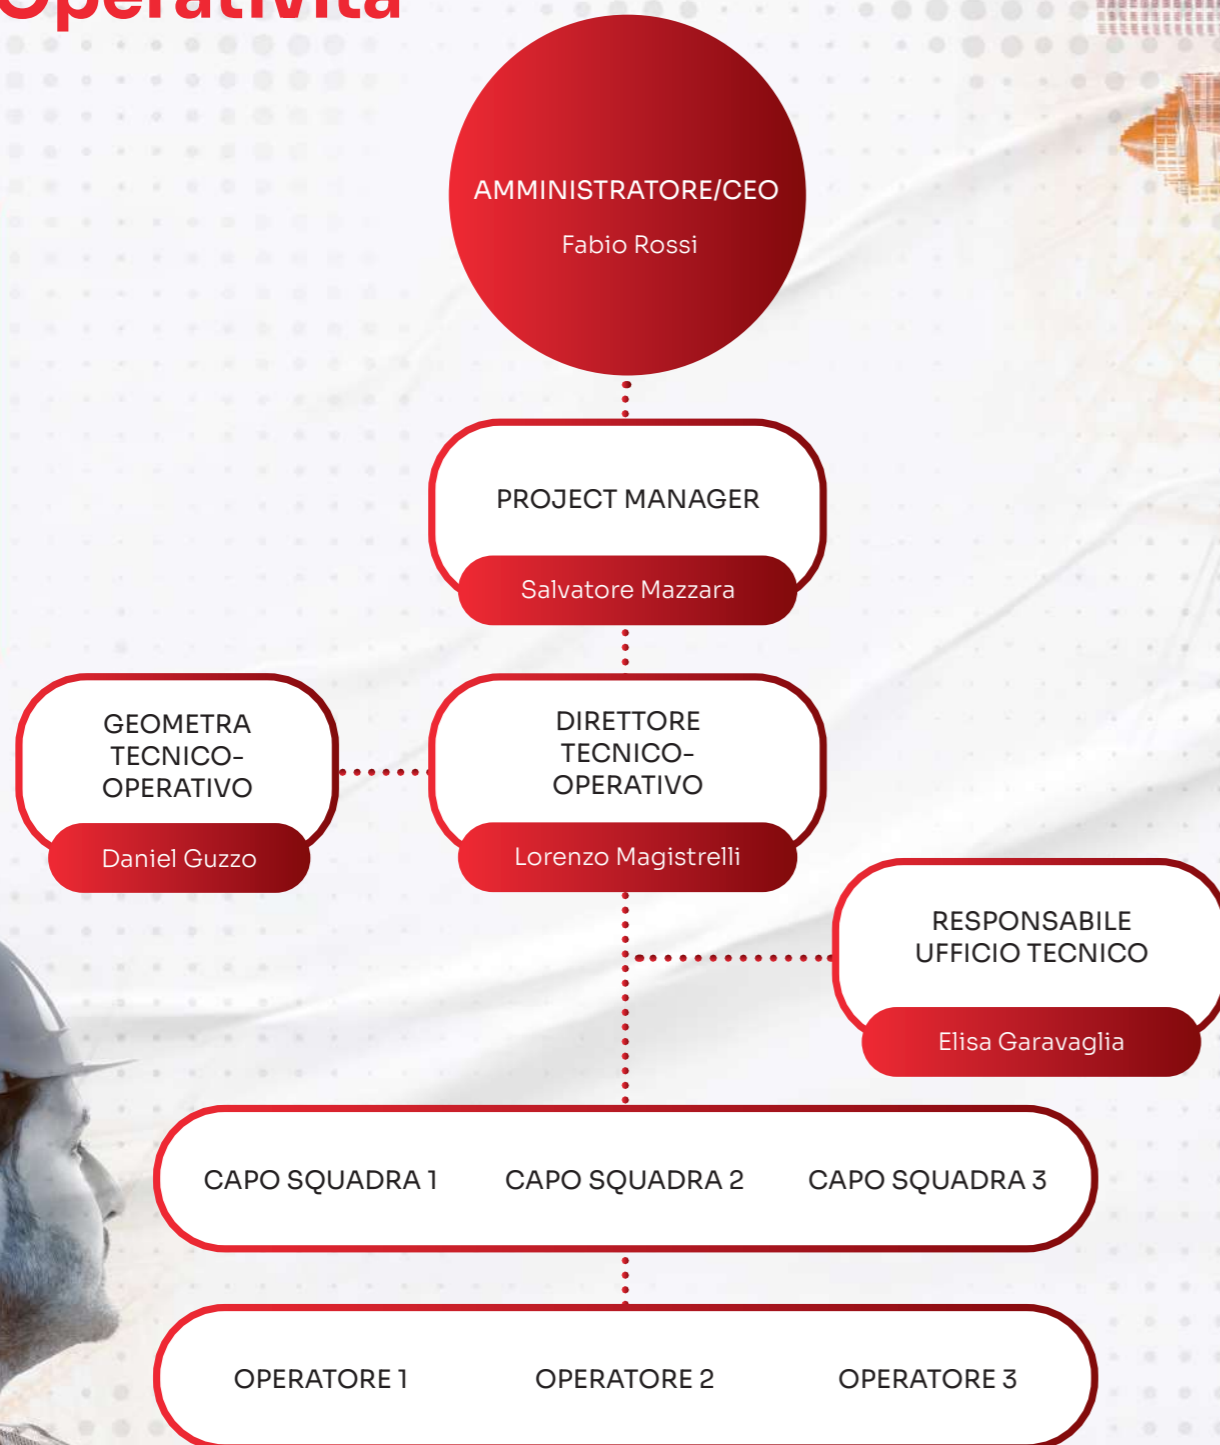 Operatività
AMMINISTRATORE/CEO
Fabio Rossi
PROJECT MANAGER
Salvatore Mazzara
GEOMETRA
TECNICO-
OPERATIVO
Daniel Guzzo
DIRETTORE
TECNICO-
OPERATIVO
Lorenzo Magistrelli
RESPONSABILE
UFFICIO TECNICO
Elisa Garavaglia
CAPO SQUADRA 1 CAPO SQUADRA 2 CAPO SQUADRA 3
OPERATORE 1 OPERATORE 2 OPERATORE 3